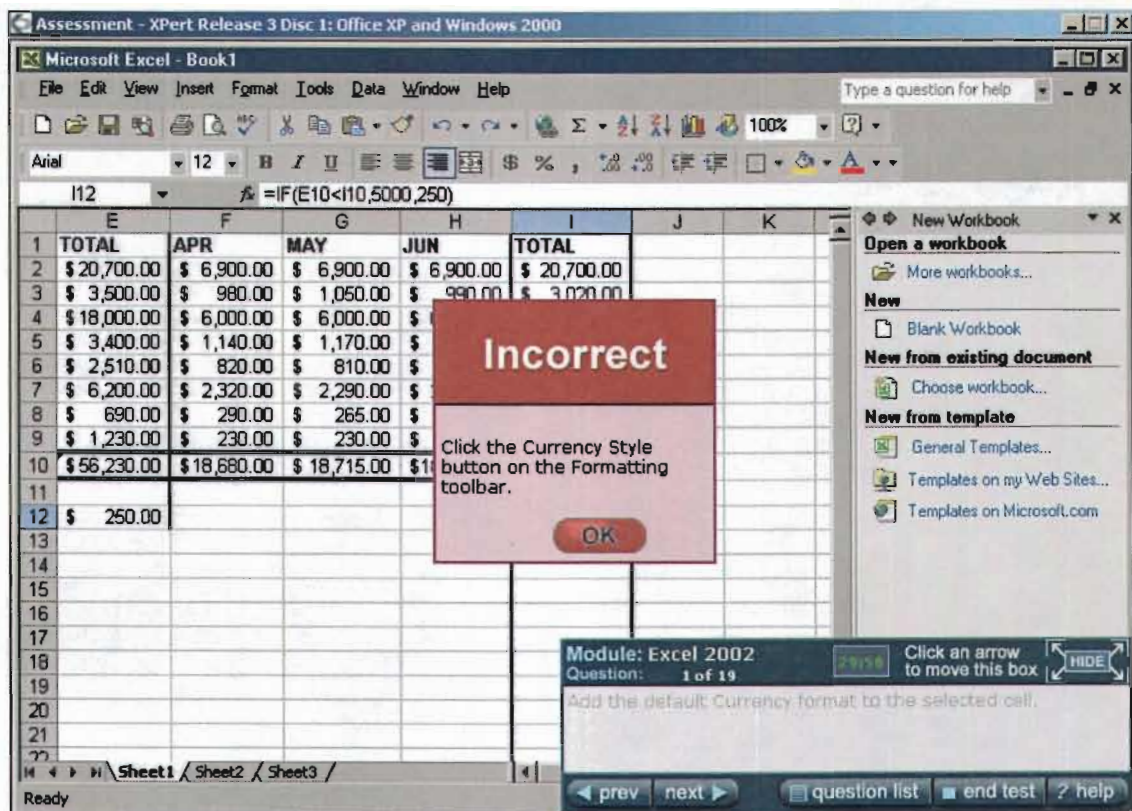 Assessment - XPert Release 3 Disc 1: Office XP and Windows 2000
Microsoft Excel - Book1
File Edit View Insert Format Tools Data Window Help
Type a question for help
100%
Arial 12 B I U $ % ,
I12 fx =IF(E10<I10,5000,250)
E F G H I J K
1 TOTAL APR MAY JUN TOTAL
2 $ 20,700.00 $ 6,900.00 $ 6,900.00 $ 6,900.00 $ 20,700.00
3 $ 3,500.00 $ 980.00 $ 1,050.00 $ 990.00 $ 3,020.00
4 $ 18,000.00 $ 6,000.00 $ 6,000.00 $
5 $ 3,400.00 $ 1,140.00 $ 1,170.00 $
6 $ 2,510.00 $ 820.00 $ 810.00 $
7 $ 6,200.00 $ 2,320.00 $ 2,290.00 $
8 $ 690.00 $ 290.00 $ 265.00 $
9 $ 1,230.00 $ 230.00 $ 230.00 $
10 $ 56,230.00 $ 18,680.00 $ 18,715.00
11
12 $ 250.00
13
14
15
16
17
18
19
20
21
22
Incorrect
Click the Currency Style
button on the Formatting
toolbar.
OK
New Workbook
Open a workbook
More workbooks...
New
Blank Workbook
New from existing document
Choose workbook...
New from template
General Templates...
Templates on my Web Sites...
Templates on Microsoft.com
Module: Excel 2002
Question: 1 of 19
Click an arrow
to move this box
HIDE
Add the default Currency format to the selected cell.
prev next question list end test ? help
Sheet1 Sheet2 Sheet3
Ready